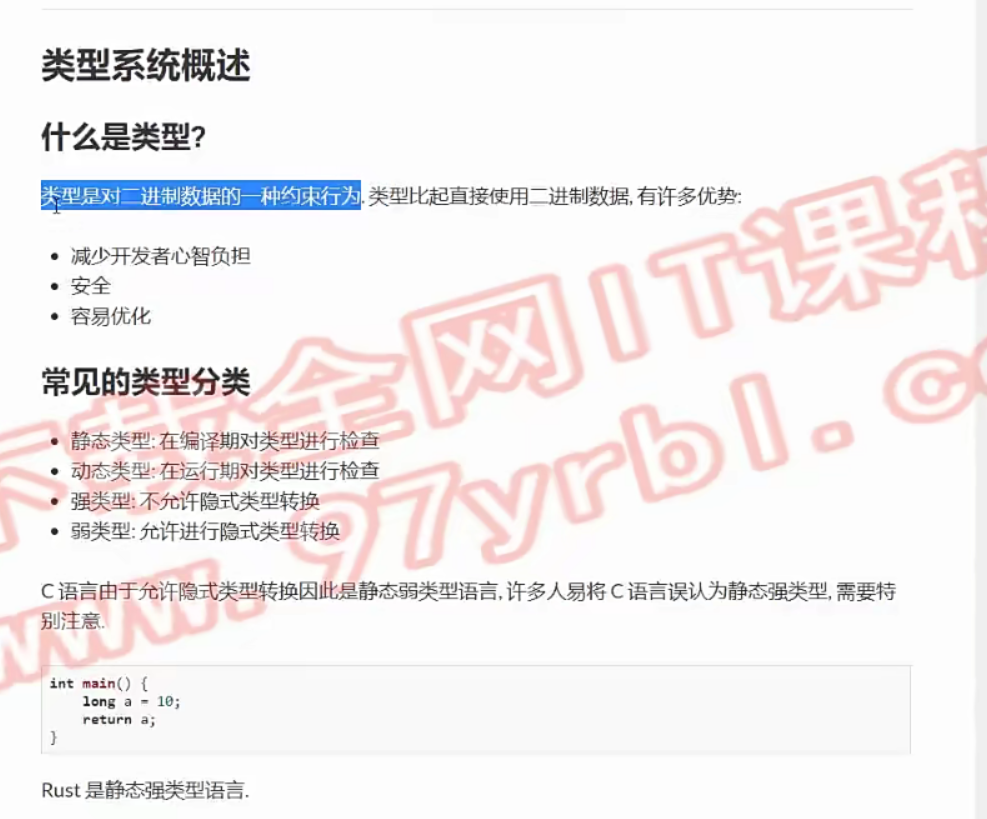 类型系统概述
什么是类型?
类型是对二进制数据的一种约束行为. 类型比起直接使用二进制数据, 有许多优势:
减少开发者心智负担
安全
容易优化
常见的类型分类
静态类型: 在编译期对类型进行检查
动态类型: 在运行期对类型进行检查
强类型: 不允许隐式类型转换
弱类型: 允许进行隐式类型转换
C 语言由于允许隐式类型转换因此是静态弱类型语言, 许多人易将 C 语言误认为静态强类型, 需要特
别注意.
int main() {
    long a = 10;
    return a;
}
Rust 是静态强类型语言.
下载全网IT课程
www.97yrbl.co